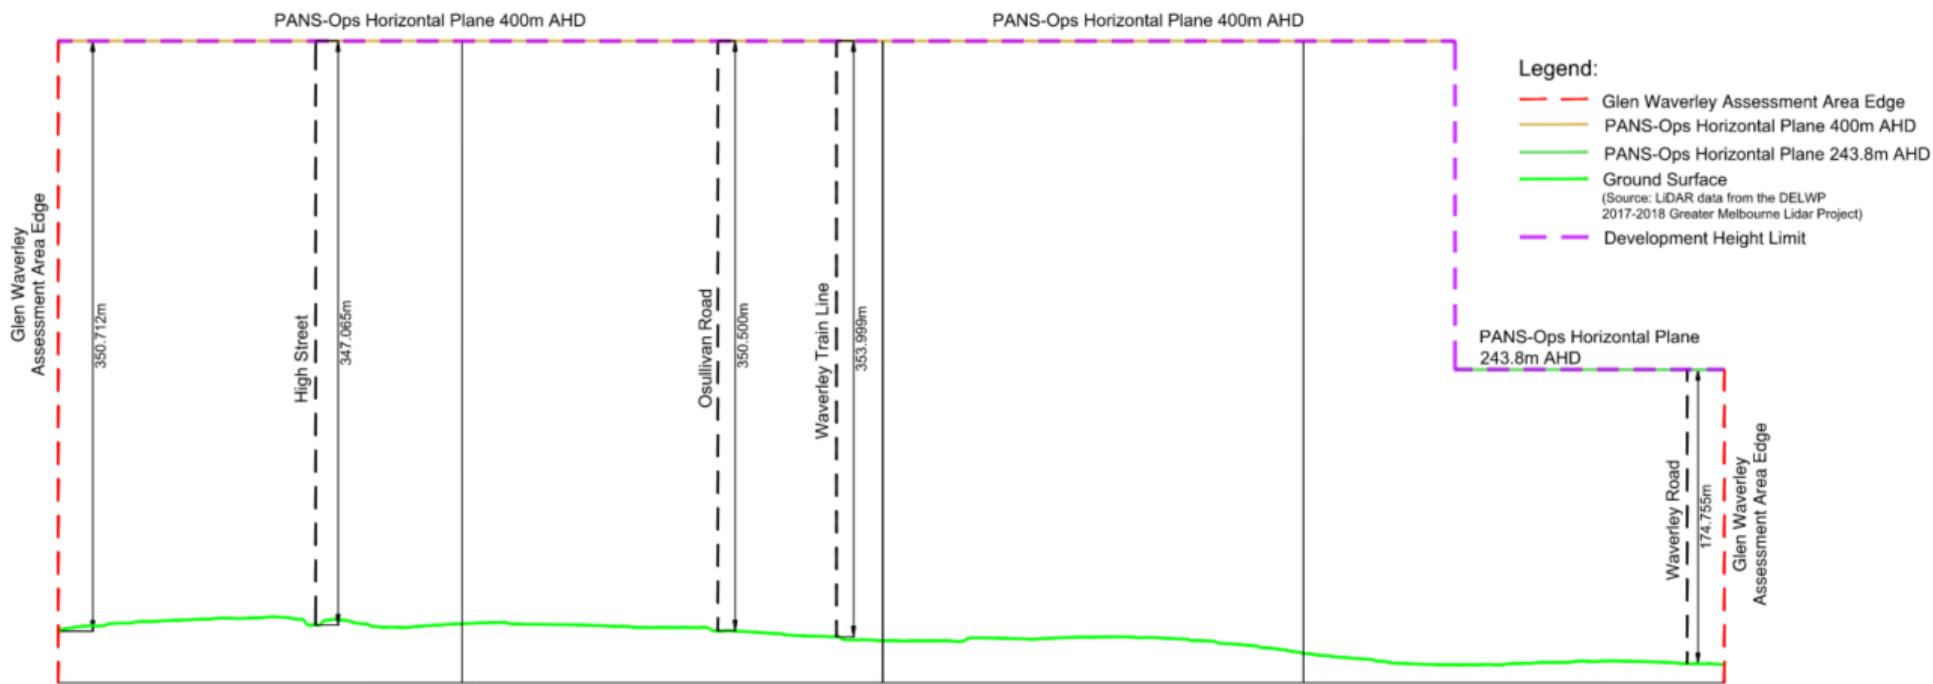 PANS-Ops Horizontal Plane 400m AHD
PANS-Ops Horizontal Plane 400m AHD
Legend:
Glen Waverley Assessment Area Edge
PANS-Ops Horizontal Plane 400m AHD
PANS-Ops Horizontal Plane 243.8m AHD
Ground Surface
(Source: LiDAR data from the DELWP
2017-2018 Greater Melbourne Lidar Project)
Development Height Limit
Glen Waverley
Assessment Area Edge
350.712m
High Street
347.065m
Osullivan Road
350.500m
Waverley Train Line
353.999m
PANS-Ops Horizontal Plane
243.8m AHD
Waverley Road
174.755m
Glen Waverley
Assessment Area Edge